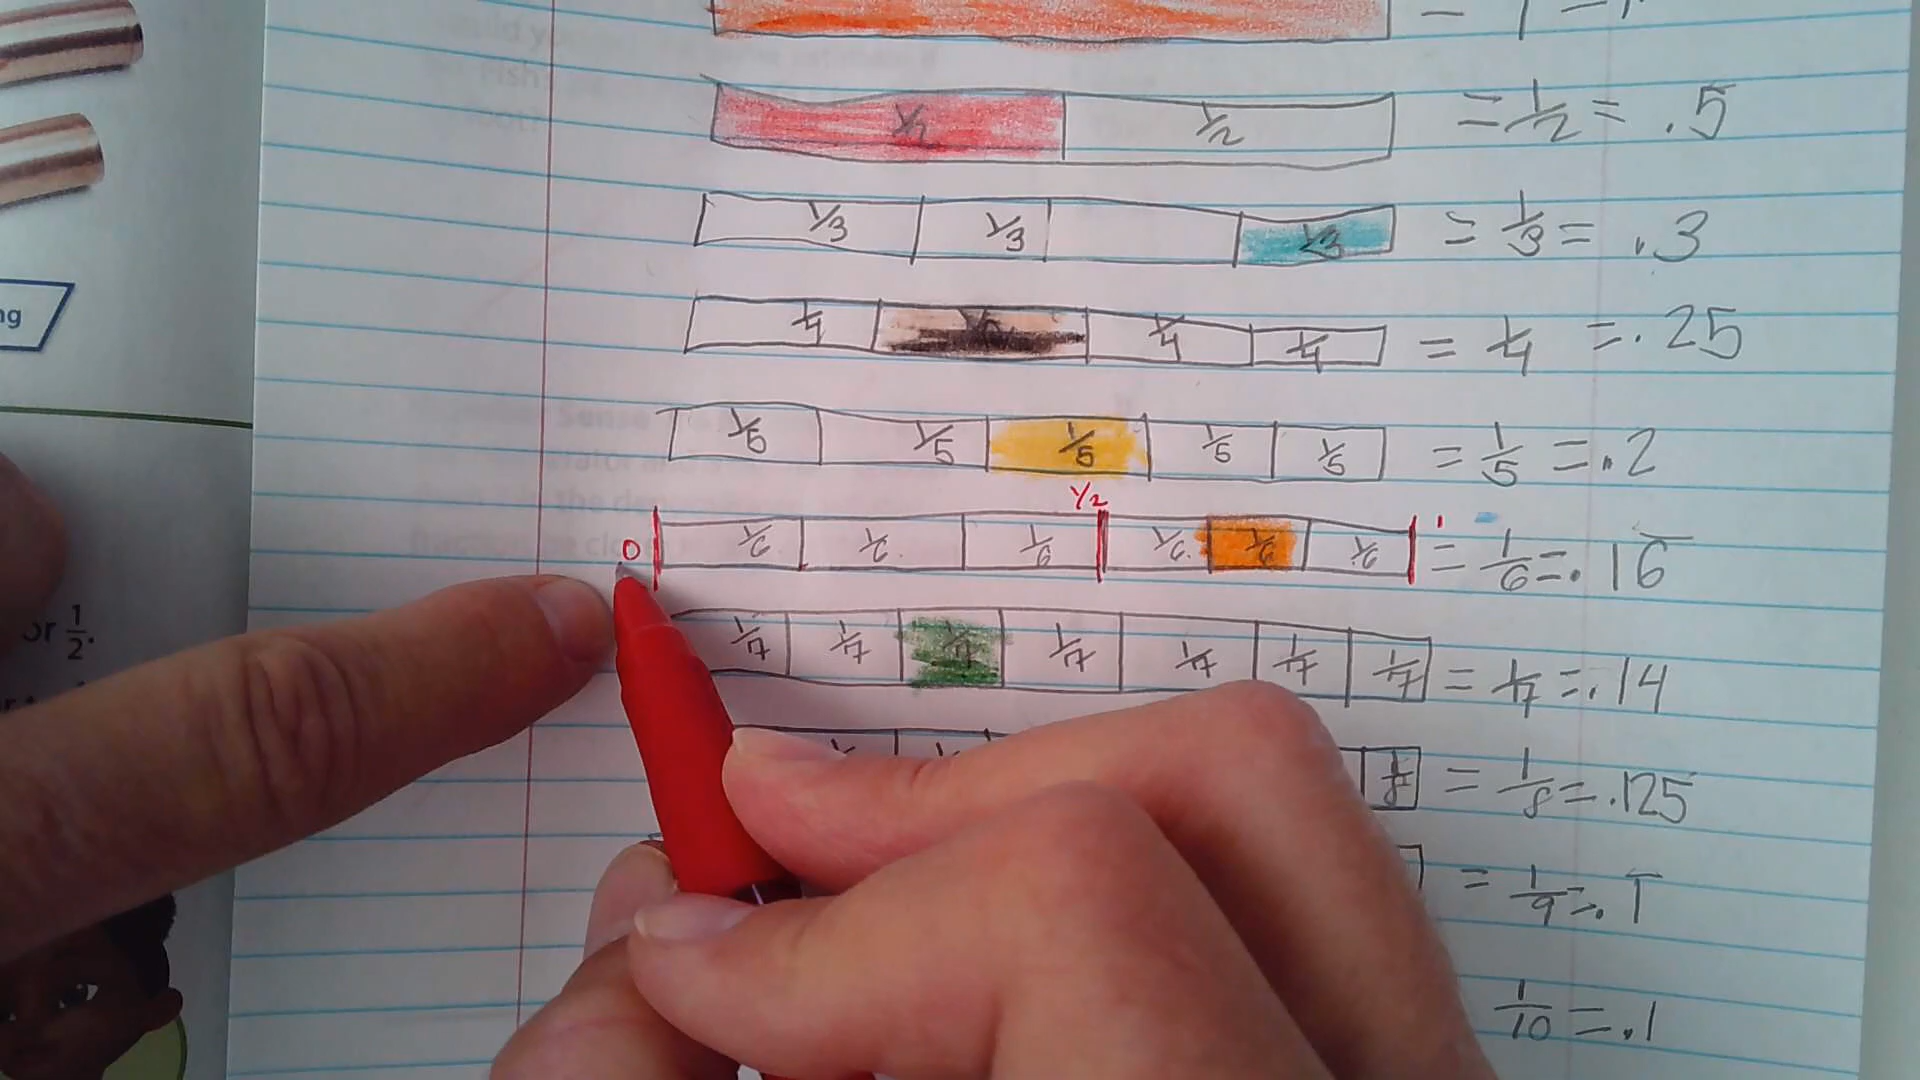 = 1 = 1.
1/2 1/2 = 1/2 = .5
1/3 1/3 1/3 = 1/3 = .3
1/4 1/4 1/4 = 1/4 = .25
1/5 1/5 1/5 1/5 1/5 = 1/5 = .2
1/2
0 1/6 1/6 1/6 1/6 1/6 1/6 1 = 1/6 = .16̅
1/7 1/7 1/7 1/7 1/7 1/7 1/7 = 1/7 = .14
1/8 = 1/8 = .125
= 1/9 = .1̅
1/10 = .1
ng
or 1/2.